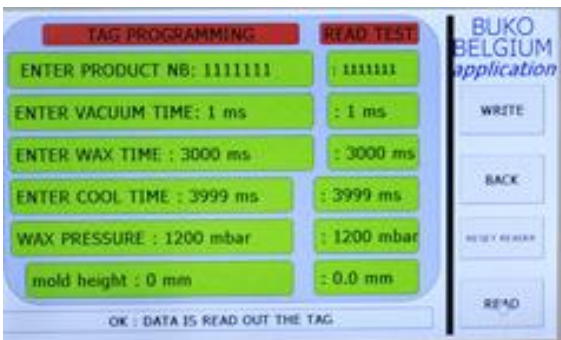 TAG PROGRAMMING READ TEST
ENTER PRODUCT NB: 1111111 : 1111111
ENTER VACUUM TIME: 1 ms : 1 ms
ENTER WAX TIME : 3000 ms : 3000 ms
ENTER COOL TIME : 3999 ms : 3999 ms
WAX PRESSURE : 1200 mbar : 1200 mbar
mold height : 0 mm : 0.0 mm
OK : DATA IS READ OUT THE TAG
BUKO
BELGIUM
application
WRITE
BACK
RESET READER
READ